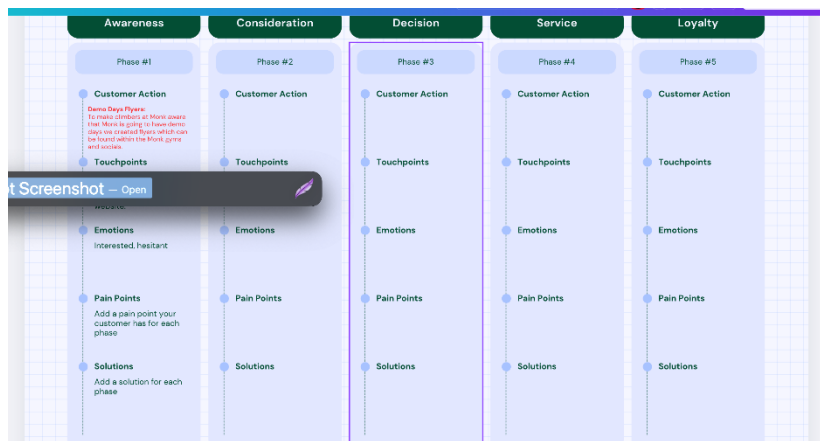 Awareness
Consideration
Decision
Service
Loyalty
Phase #1
Phase #2
Phase #3
Phase #4
Phase #5
Customer Action
Customer Action
Customer Action
Customer Action
Customer Action
Demo Days Flyers:
To make climbers at Monk aware
that Monk is going to have demo
days we created flyers which can
be found within the Monk gyms
and socials
Touchpoints
Touchpoints
Touchpoints
Touchpoints
Touchpoints
t Screenshot — Open
website.
Emotions
Emotions
Emotions
Emotions
Emotions
Interested, hesitant
Pain Points
Pain Points
Pain Points
Pain Points
Pain Points
Add a pain point your
customer has for each
phase
Solutions
Solutions
Solutions
Solutions
Solutions
Add a solution for each
phase